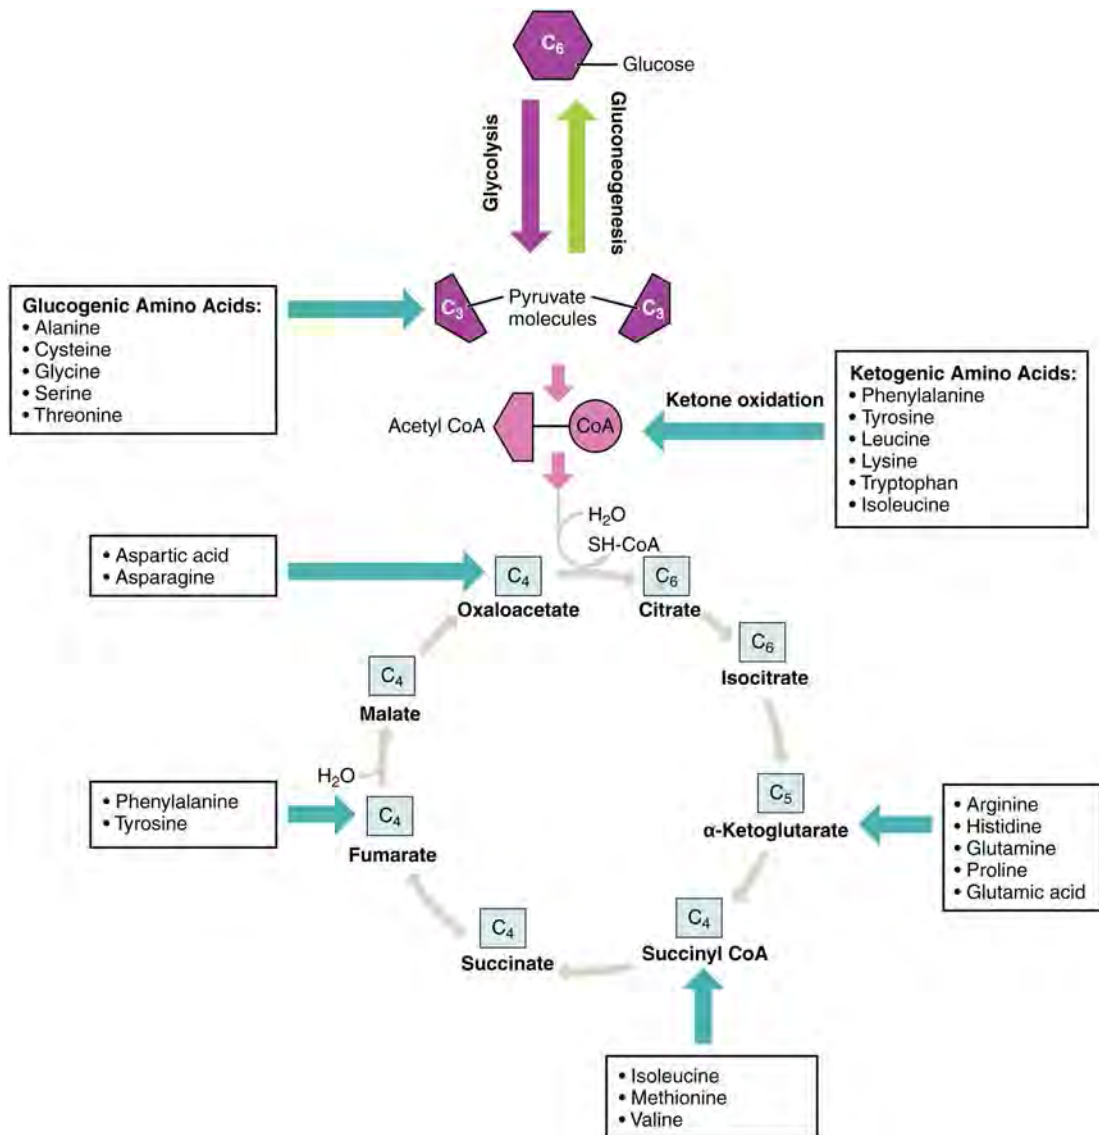 C6
Glucose
Glycolysis
Gluconeogenesis
Glucogenic Amino Acids:
• Alanine
• Cysteine
• Glycine
• Serine
• Threonine
C3
Pyruvate
molecules
C3
Ketogenic Amino Acids:
• Phenylalanine
• Tyrosine
• Leucine
• Lysine
• Tryptophan
• Isoleucine
Ketone oxidation
Acetyl CoA
CoA
H2O
SH-CoA
• Aspartic acid
• Asparagine
C4
Oxaloacetate
C6
Citrate
C6
Isocitrate
C4
Malate
H2O
• Phenylalanine
• Tyrosine
C4
Fumarate
C5
α-Ketoglutarate
• Arginine
• Histidine
• Glutamine
• Proline
• Glutamic acid
C4
Succinate
C4
Succinyl CoA
• Isoleucine
• Methionine
• Valine